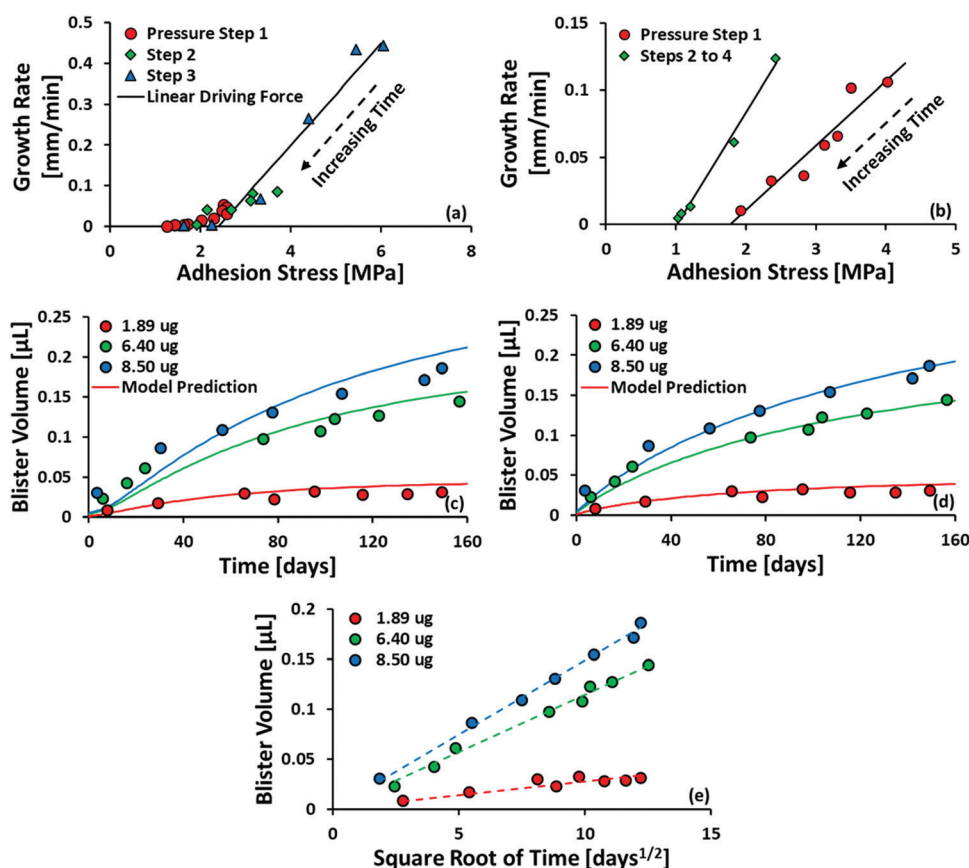 Growth Rate
[mm/min]
0.5
0.4
0.3
0.2
0.1
0
Pressure Step 1
Step 2
Step 3
Linear Driving Force
Increasing Time
(a)
0 2 4 6 8
Adhesion Stress [MPa]
Growth Rate
[mm/min]
0.15
0.1
0.05
0
Pressure Step 1
Steps 2 to 4
Increasing Time
(b)
0 1 2 3 4 5
Adhesion Stress [MPa]
Blister Volume [µL]
0.25
0.2
0.15
0.1
0.05
0
1.89 ug
6.40 ug
8.50 ug
Model Prediction
(c)
0 40 80 120 160
Time [days]
Blister Volume [µL]
0.25
0.2
0.15
0.1
0.05
0
1.89 ug
6.40 ug
8.50 ug
Model Prediction
(d)
0 40 80 120 160
Time [days]
Blister Volume [µL]
0.2
0.15
0.1
0.05
0
1.89 ug
6.40 ug
8.50 ug
(e)
0 5 10 15
Square Root of Time [days1/2]